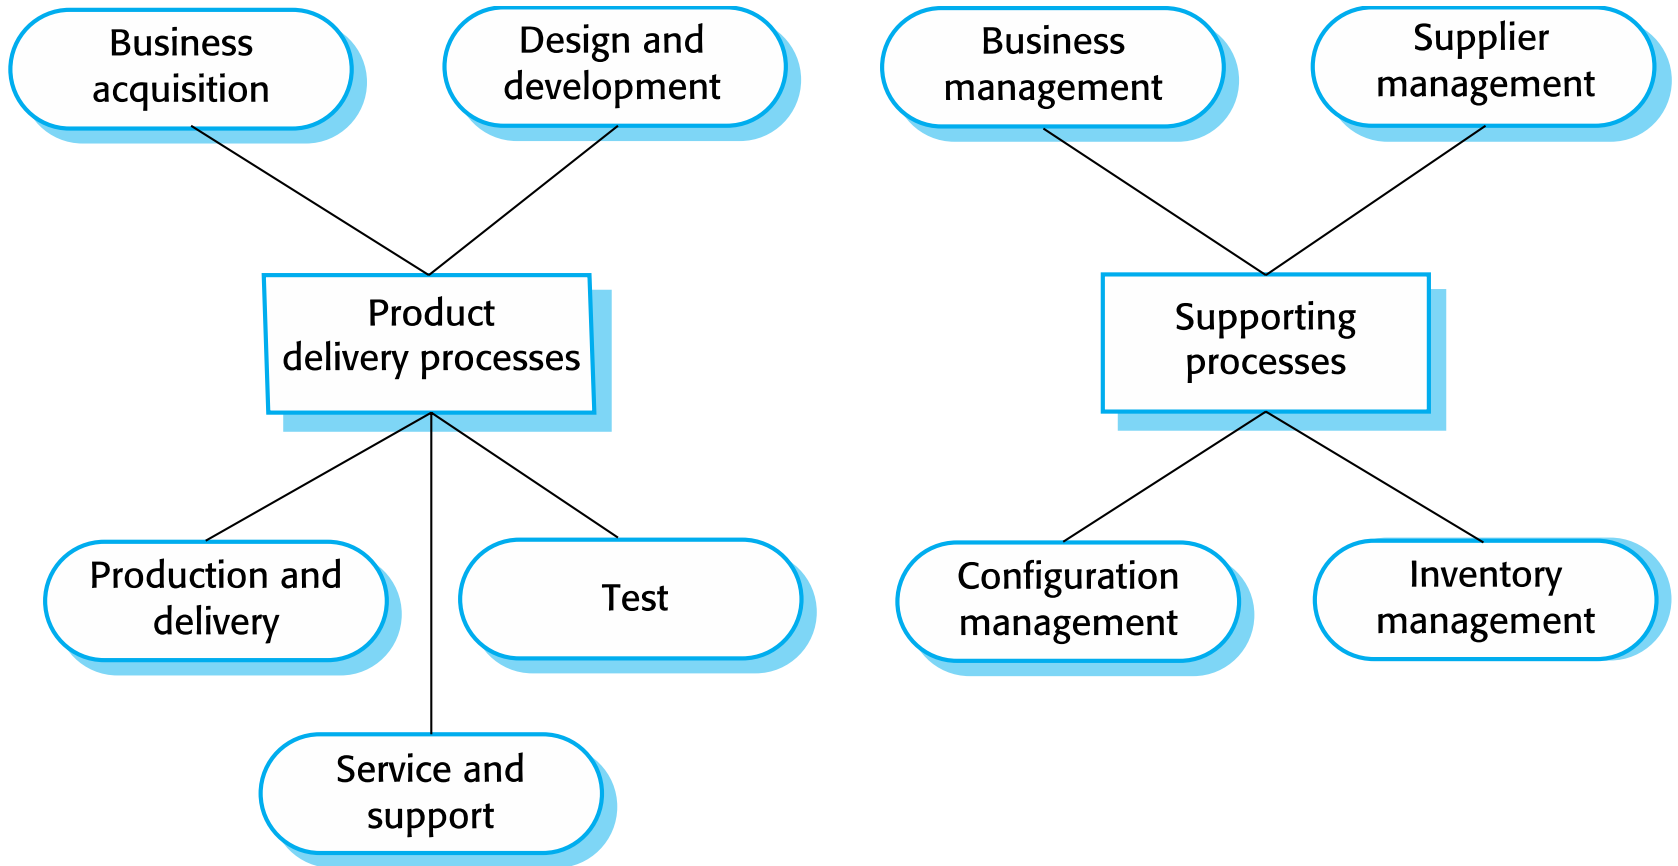 Business
acquisition
Design and
development
Business
management
Supplier
management
Product
delivery processes
Supporting
processes
Production and
delivery
Test
Configuration
management
Inventory
management
Service and
support